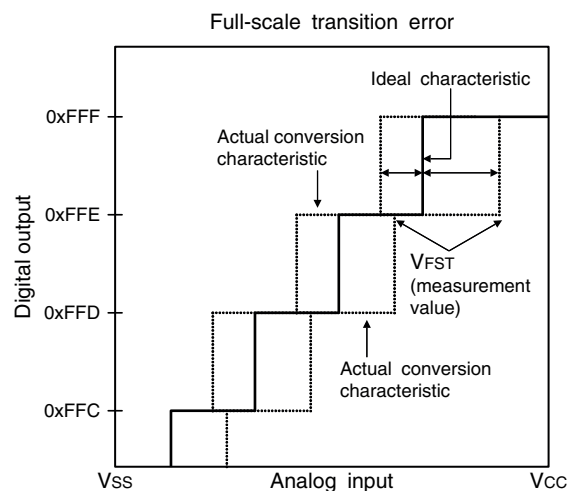 Full-scale transition error
Ideal characteristic
0xFFF
Actual conversion
characteristic
0xFFE
VFST
(measurement
value)
Digital output
0xFFD
Actual conversion
characteristic
0xFFC
VSS
Analog input
VCC